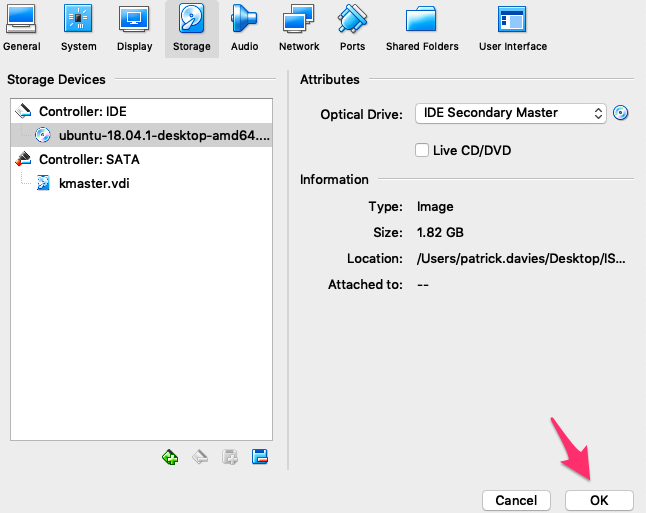 General System Display Storage Audio Network Ports Shared Folders User Interface
Storage Devices
Controller: IDE
ubuntu-18.04.1-desktop-amd64....
Controller: SATA
kmaster.vdi
Attributes
Optical Drive: IDE Secondary Master
Live CD/DVD
Information
Type: Image
Size: 1.82 GB
Location: /Users/patrick.davies/Desktop/IS...
Attached to: --
Cancel OK